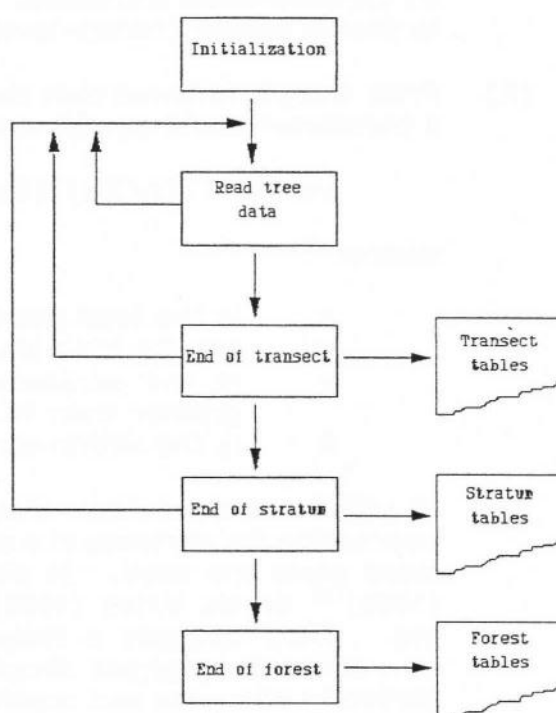 Initialization
Read tree
data
End of transect
Transect
tables
End of stratum
Stratum
tables
End of forest
Forest
tables